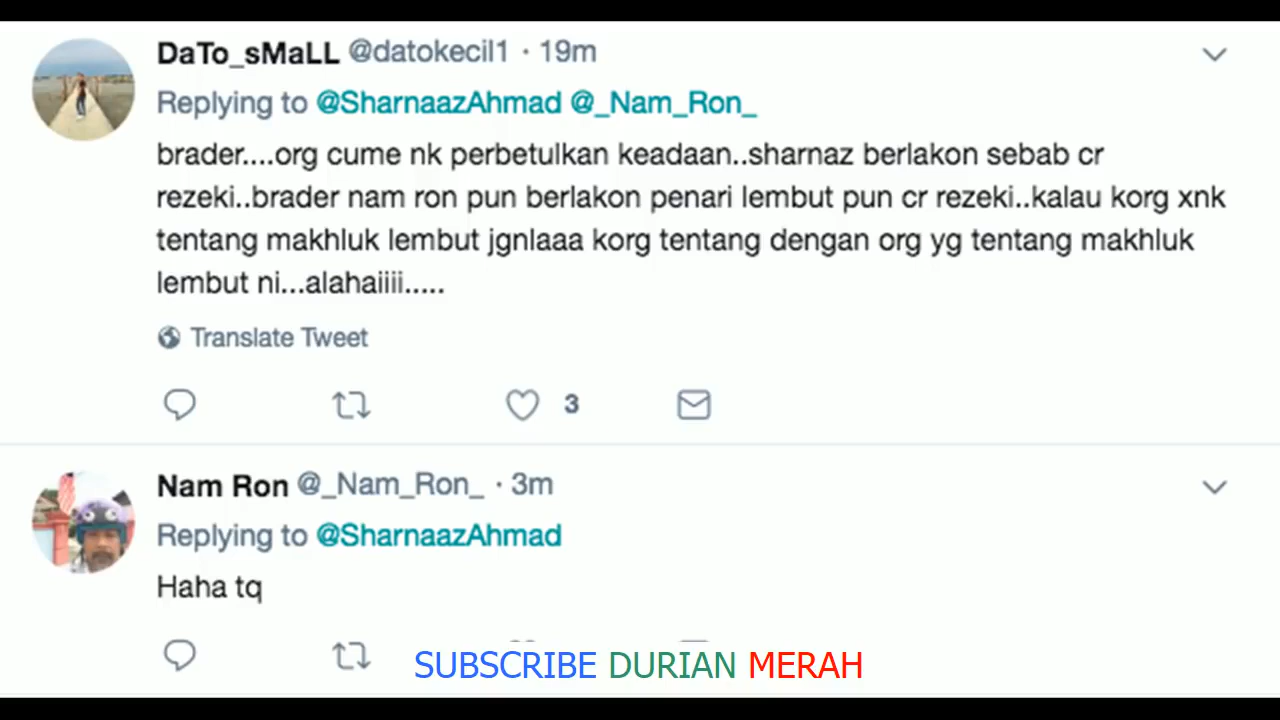 DaTo_sMaLL @datokecil1 · 19m
Replying to @SharnaazAhmad @_Nam_Ron_
brader....org cume nk perbetulkan keadaan..sharnaz berlakon sebab cr
rezeki..brader nam ron pun berlakon penari lembut pun cr rezeki..kalau korg xnk
tentang makhluk lembut jgnlaaa korg tentang dengan org yg tentang makhluk
lembut ni...alahaiiii.....
Translate Tweet
3
Nam Ron @_Nam_Ron_ · 3m
Replying to @SharnaazAhmad
Haha tq
SUBSCRIBE DURIAN MERAH